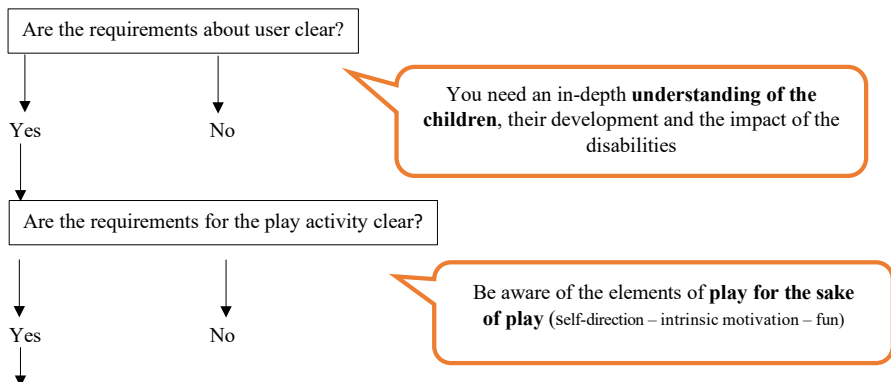 Are the requirements about user clear?
You need an in-depth understanding of the
children, their development and the impact of the
disabilities
Yes
No
Are the requirements for the play activity clear?
Be aware of the elements of play for the sake
of play (self-direction – intrinsic motivation – fun)
Yes
No